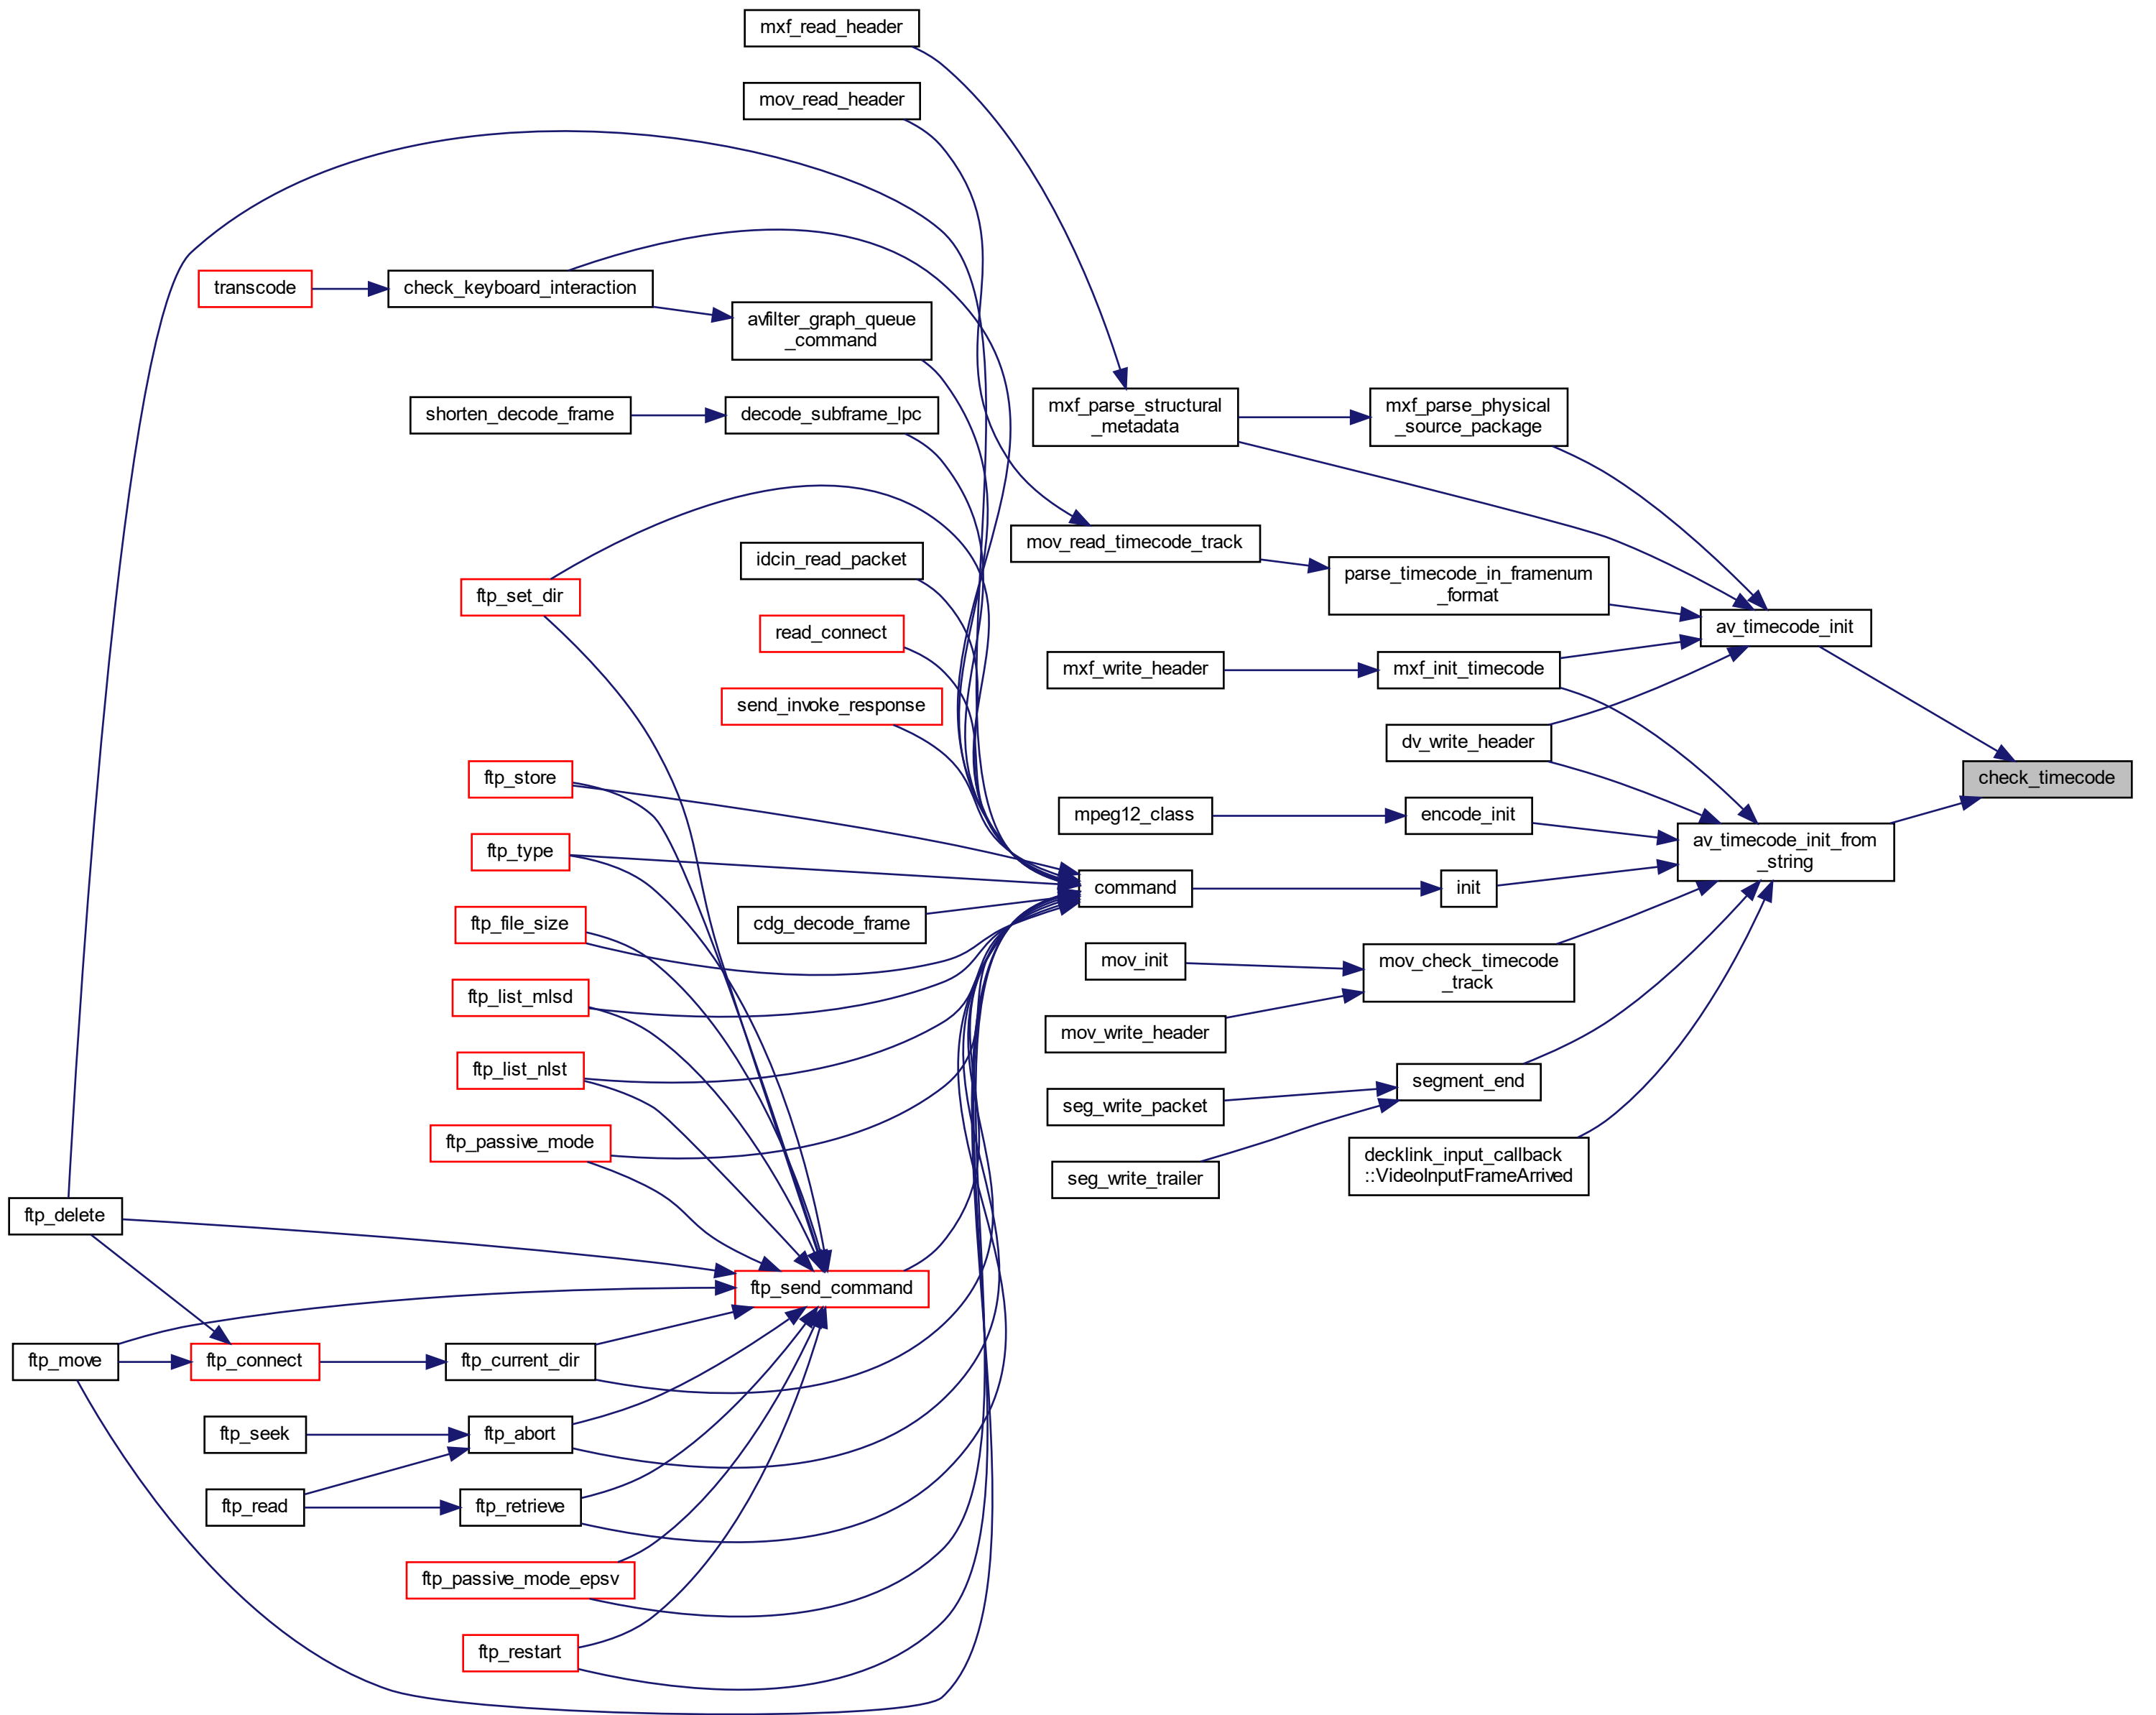 mxf_read_header
mov_read_header
transcode
check_keyboard_interaction
avfilter_graph_queue
_command
shorten_decode_frame
decode_subframe_lpc
mxf_parse_structural
_metadata
mxf_parse_physical
_source_package
idcin_read_packet
mov_read_timecode_track
parse_timecode_in_framenum
_format
ftp_set_dir
read_connect
av_timecode_init
mxf_write_header
mxf_init_timecode
send_invoke_response
dv_write_header
ftp_store
check_timecode
mpeg12_class
encode_init
ftp_type
av_timecode_init_from
_string
command
init
ftp_file_size
cdg_decode_frame
mov_init
mov_check_timecode
_track
ftp_list_mlsd
mov_write_header
ftp_list_nlst
segment_end
seg_write_packet
ftp_passive_mode
decklink_input_callback
::VideoInputFrameArrived
seg_write_trailer
ftp_delete
ftp_send_command
ftp_move
ftp_connect
ftp_current_dir
ftp_seek
ftp_abort
ftp_read
ftp_retrieve
ftp_passive_mode_epsv
ftp_restart